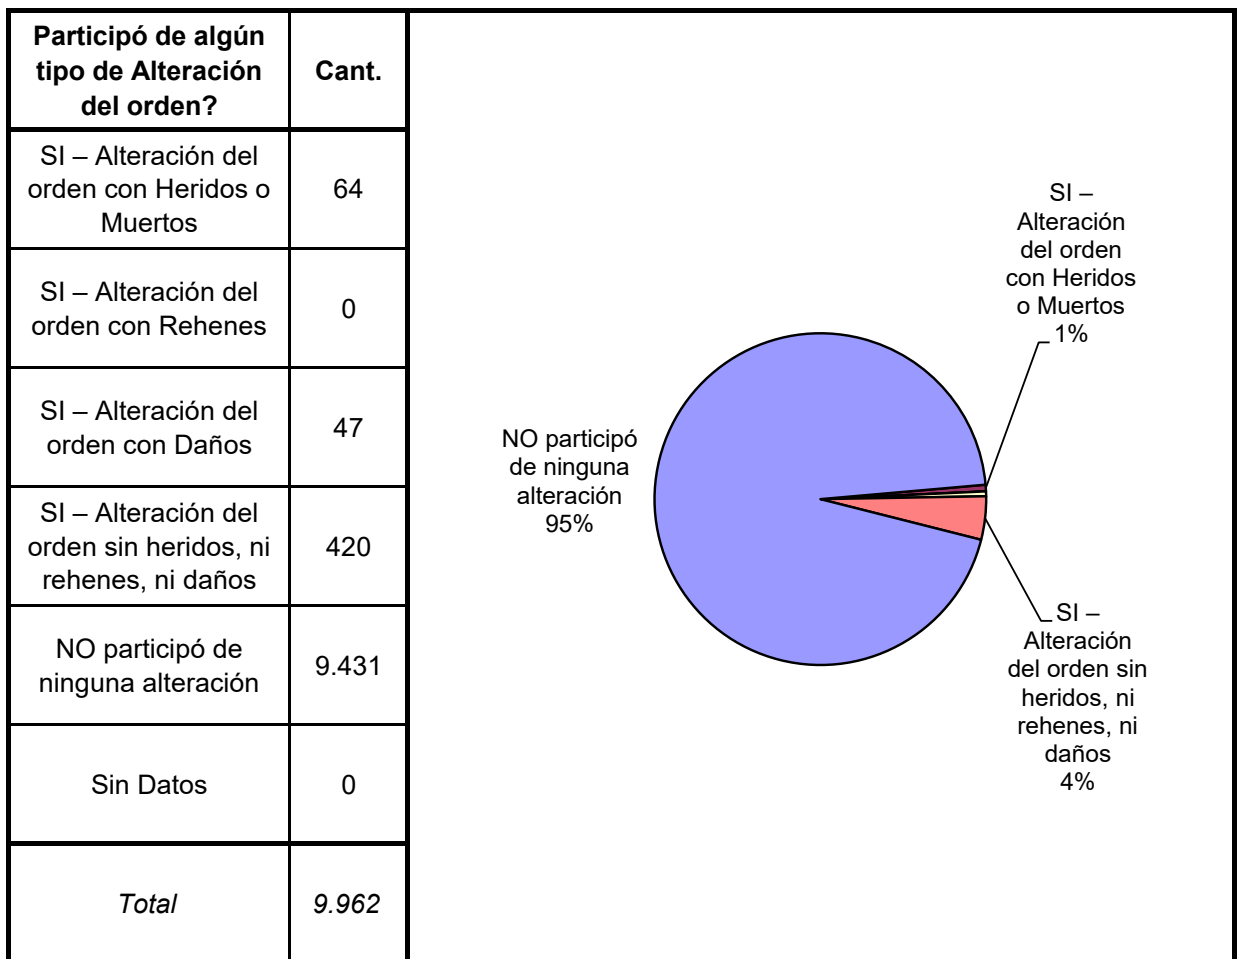 Participó de algún
tipo de Alteración
del orden?
Cant.
SI – Alteración del
orden con Heridos o
Muertos
64
SI – Alteración del
orden con Rehenes
0
SI – Alteración del
orden con Daños
47
SI – Alteración del
orden sin heridos, ni
rehenes, ni daños
420
NO participó de
ninguna alteración
9.431
Sin Datos
0
Total
9.962
NO participó
de ninguna
alteración
95%
SI –
Alteración
del orden
con Heridos
o Muertos
1%
SI –
Alteración
del orden sin
heridos, ni
rehenes, ni
daños
4%